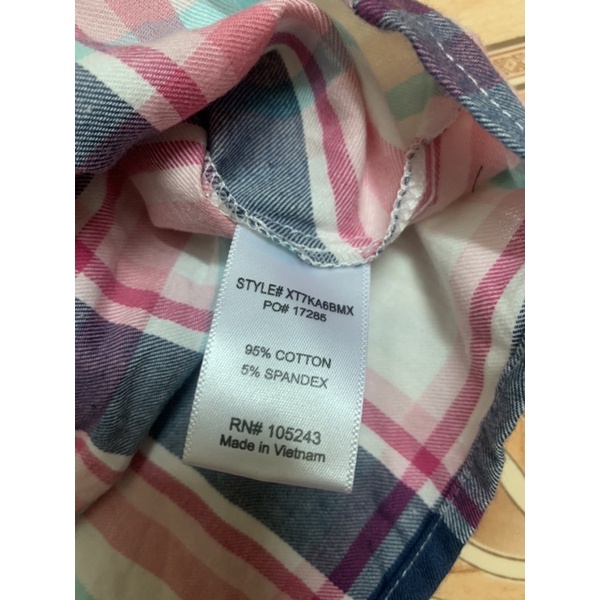 STYLE# XT7KA6BMX
PO# 17285
95% COTTON
5% SPANDEX
RN# 105243
Made in Vietnam